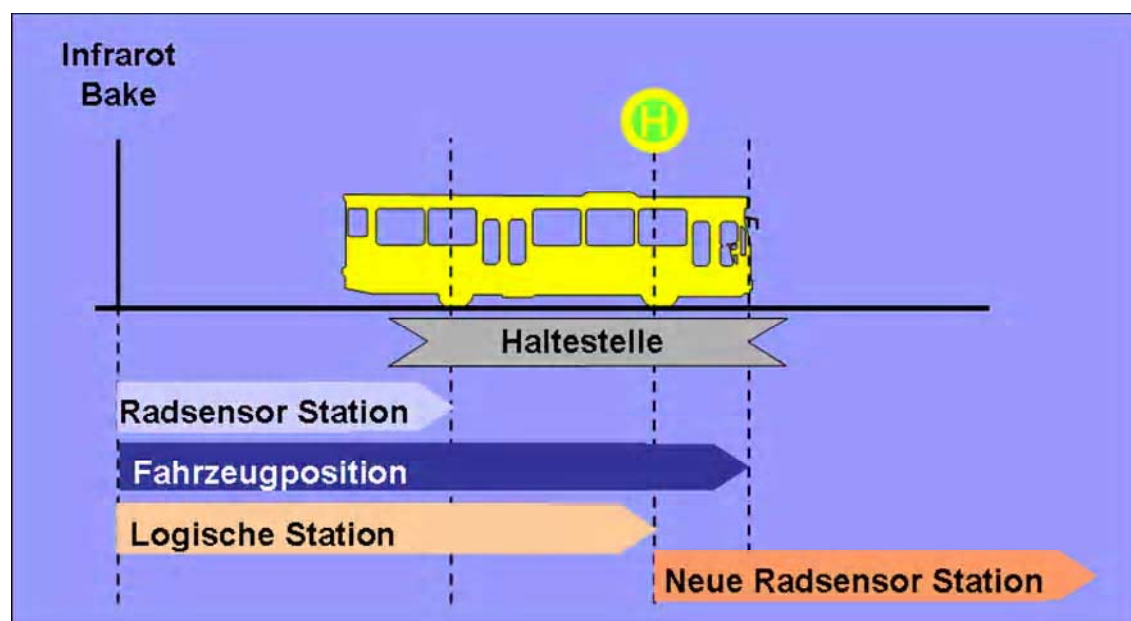 Infrarot
Bake
H
Haltestelle
Radsensor Station
Fahrzeugposition
Logische Station
Neue Radsensor Station